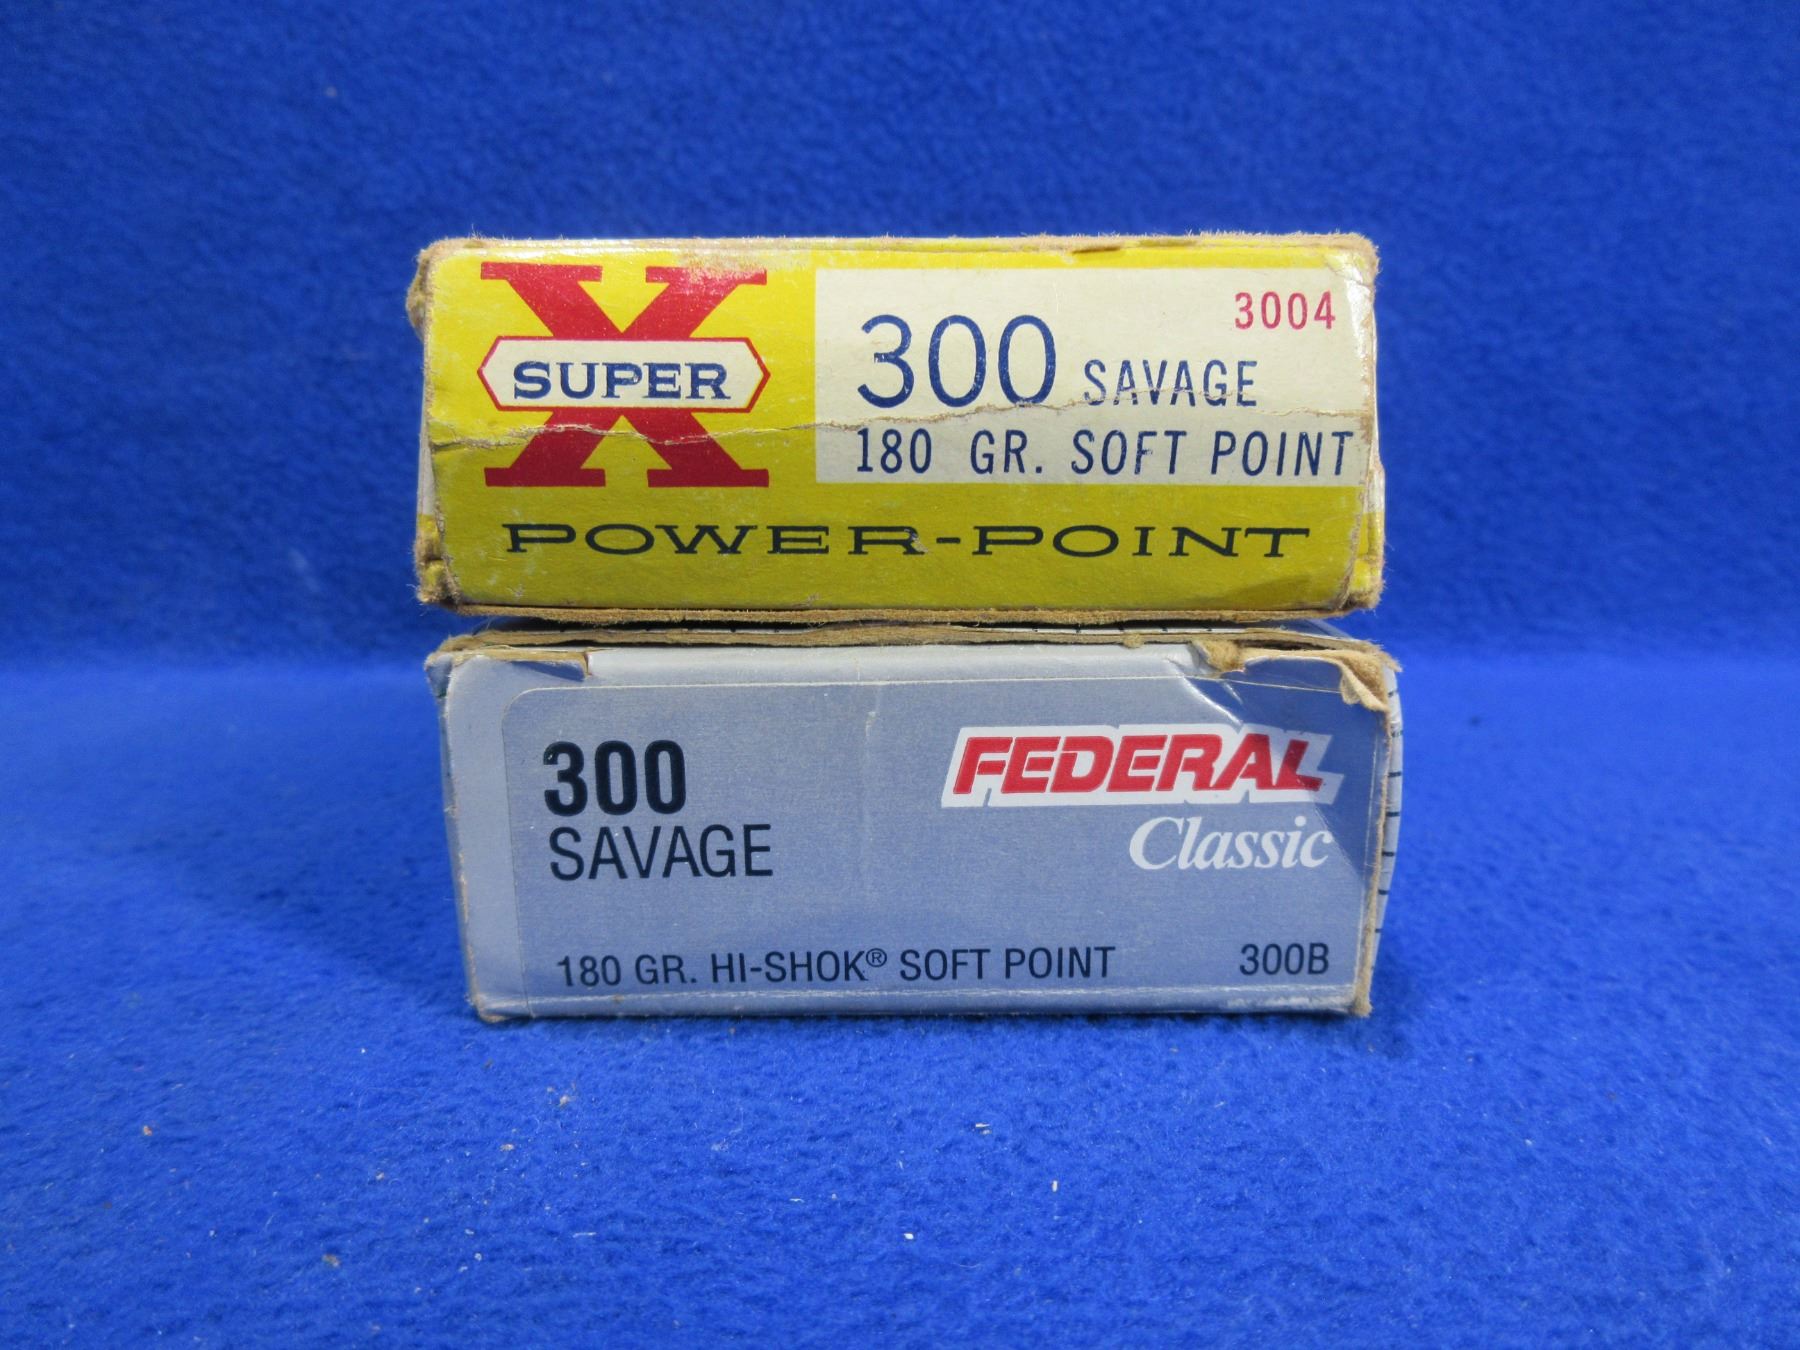 X
SUPER
300 SAVAGE
3004
180 GR. SOFT POINT
POWER-POINT
300
SAVAGE
FEDERAL
Classic
180 GR. HI-SHOK® SOFT POINT
300B